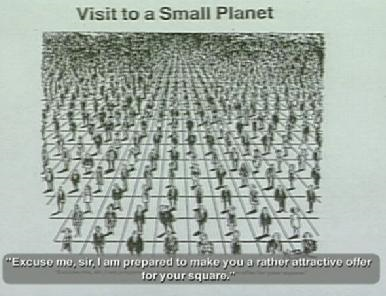 Visit to a Small Planet
"Excuse me, sir, I am prepared to make you a rather attractive offer
for your square."